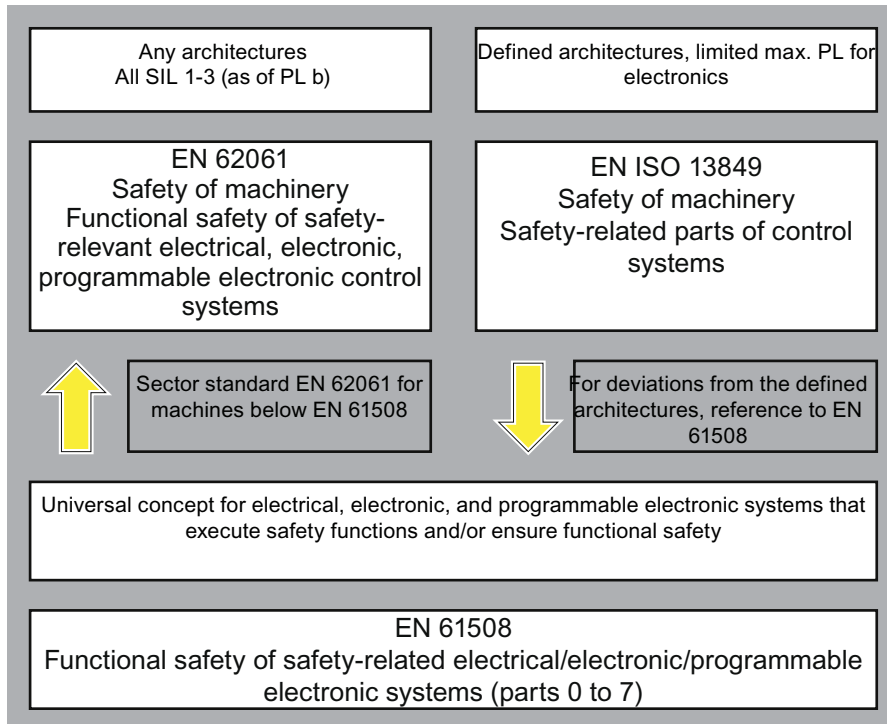 Any architectures
All SIL 1-3 (as of PL b)
Defined architectures, limited max. PL for
electronics
EN 62061
Safety of machinery
Functional safety of safety-
relevant electrical, electronic,
programmable electronic control
systems
EN ISO 13849
Safety of machinery
Safety-related parts of control
systems
Sector standard EN 62061 for
machines below EN 61508
For deviations from the defined
architectures, reference to EN
61508
Universal concept for electrical, electronic, and programmable electronic systems that
execute safety functions and/or ensure functional safety
EN 61508
Functional safety of safety-related electrical/electronic/programmable
electronic systems (parts 0 to 7)